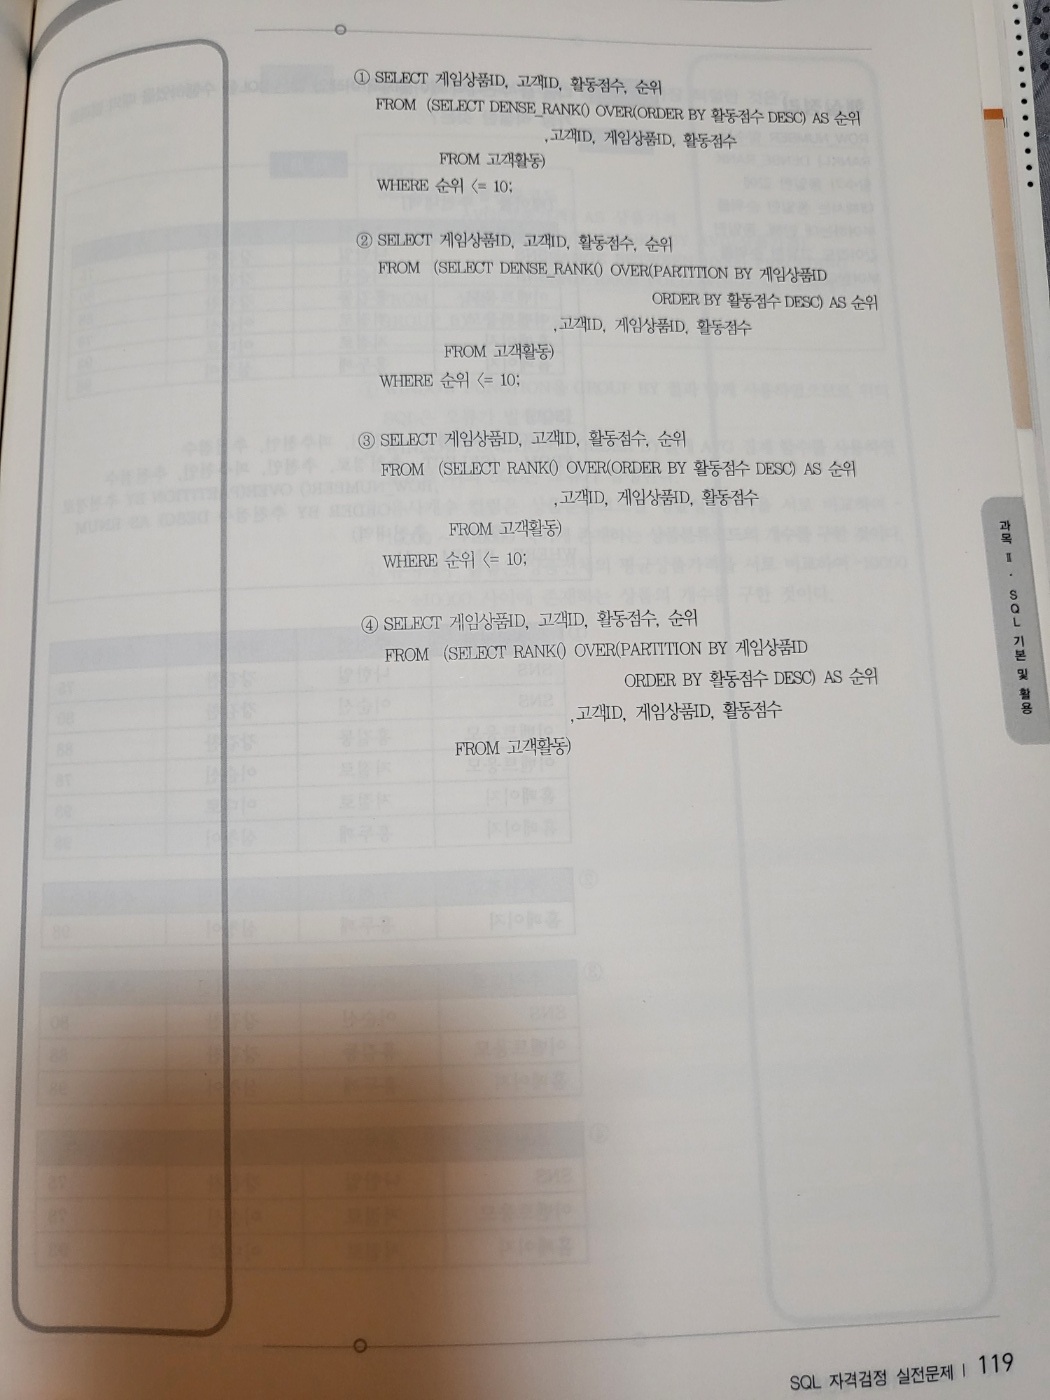 ① SELECT 게임상품ID, 고객ID, 활동점수, 순위
FROM (SELECT DENSE_RANK() OVER(ORDER BY 활동점수 DESC) AS 순위
,고객ID, 게임상품ID, 활동점수
FROM 고객활동)
WHERE 순위 <= 10;
② SELECT 게임상품ID, 고객ID, 활동점수, 순위
FROM (SELECT DENSE_RANK() OVER(PARTITION BY 게임상품ID
ORDER BY 활동점수 DESC) AS 순위
,고객ID, 게임상품ID, 활동점수
FROM 고객활동)
WHERE 순위 <= 10;
③ SELECT 게임상품ID, 고객ID, 활동점수, 순위
FROM (SELECT RANK() OVER(ORDER BY 활동점수 DESC) AS 순위
,고객ID, 게임상품ID, 활동점수
FROM 고객활동)
WHERE 순위 <= 10;
④ SELECT 게임상품ID, 고객ID, 활동점수, 순위
FROM (SELECT RANK() OVER(PARTITION BY 게임상품ID
ORDER BY 활동점수 DESC) AS 순위
,고객ID, 게임상품ID, 활동점수
FROM 고객활동)
과목 Ⅱ. SQL 기본 및 활용
SQL 자격검정 실전문제 | 119